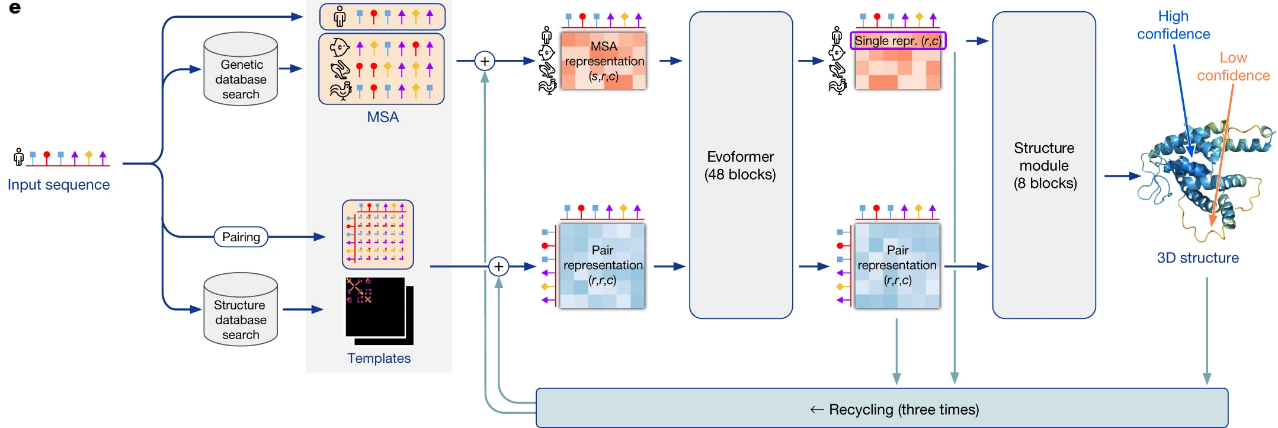 e
Input sequence
Genetic
database
search
MSA
Pairing
Structure
database
search
Templates
+
+
MSA
representation
(s,r,c)
Pair
representation
(r,r,c)
Evoformer
(48 blocks)
Single repr. (r,c)
Pair
representation
(r,r,c)
Structure
module
(8 blocks)
High
confidence
Low
confidence
3D structure
← Recycling (three times)